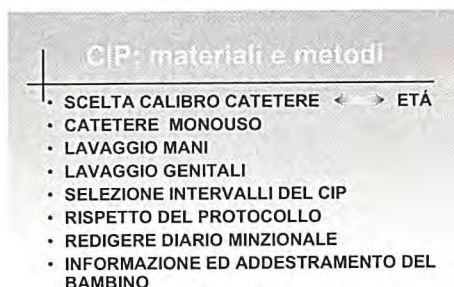 CIP: materiali e metodi
• SCELTA CALIBRO CATETERE ↔ ETÁ
• CATETERE MONOUSO
• LAVAGGIO MANI
• LAVAGGIO GENITALI
• SELEZIONE INTERVALLI DEL CIP
• RISPETTO DEL PROTOCOLLO
• REDIGERE DIARIO MINZIONALE
• INFORMAZIONE ED ADDESTRAMENTO DEL
BAMBINO